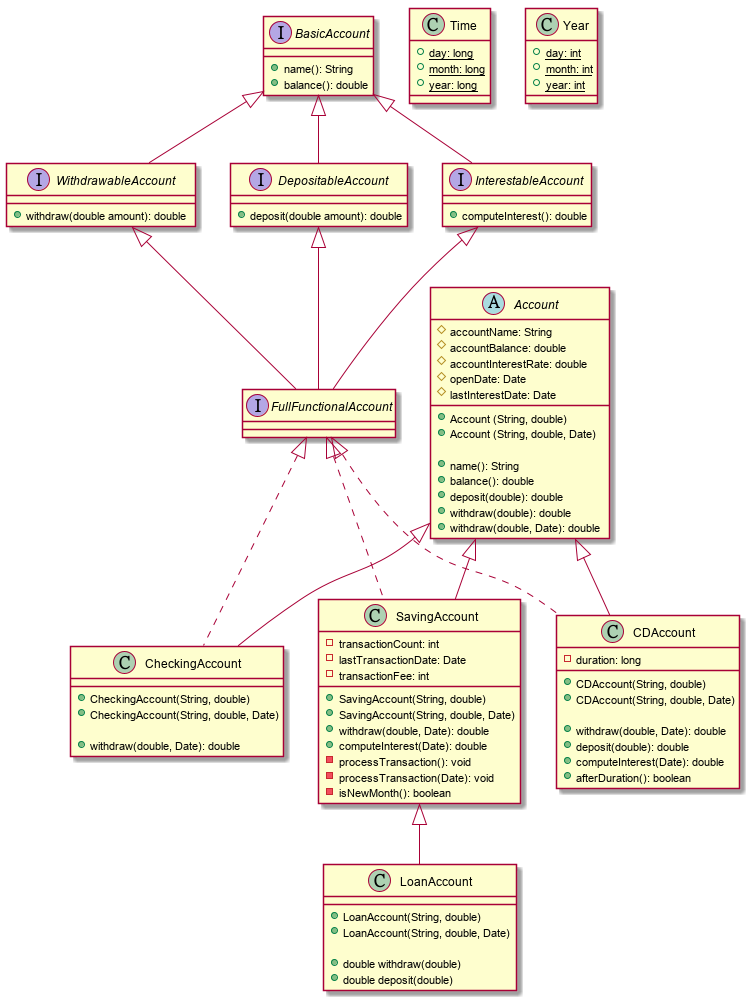 I BasicAccount
name(): String
balance(): double
C Time
day: long
month: long
year: long
C Year
day: int
month: int
year: int
I WithdrawableAccount
withdraw(double amount): double
I DepositableAccount
deposit(double amount): double
I InterestableAccount
computeInterest(): double
A Account
accountName: String
accountBalance: double
accountInterestRate: double
openDate: Date
lastInterestDate: Date
Account (String, double)
Account (String, double, Date)
name(): String
balance(): double
deposit(double): double
withdraw(double): double
withdraw(double, Date): double
I FullFunctionalAccount
C CheckingAccount
CheckingAccount(String, double)
CheckingAccount(String, double, Date)
withdraw(double, Date): double
C SavingAccount
transactionCount: int
lastTransactionDate: Date
transactionFee: int
SavingAccount(String, double)
SavingAccount(String, double, Date)
withdraw(double, Date): double
computeInterest(Date): double
processTransaction(): void
processTransaction(Date): void
isNewMonth(): boolean
C CDAccount
duration: long
CDAccount(String, double)
CDAccount(String, double, Date)
withdraw(double, Date): double
deposit(double): double
computeInterest(Date): double
afterDuration(): boolean
C LoanAccount
LoanAccount(String, double)
LoanAccount(String, double, Date)
double withdraw(double)
double deposit(double)